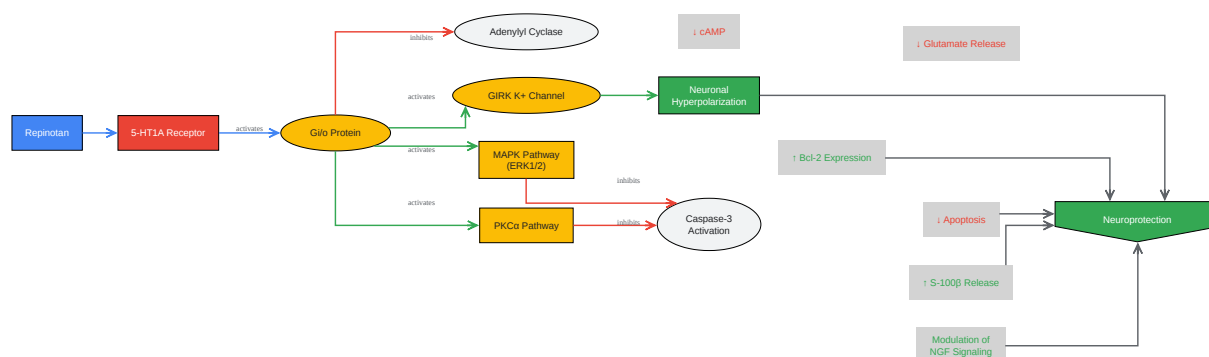 inhibits
Adenylyl Cyclase
↓ cAMP
↓ Glutamate Release
activates
GIRK K+ Channel
Neuronal
Hyperpolarization
Repinotan
5-HT1A Receptor
activates
Gi/o Protein
activates
MAPK Pathway
(ERK1/2)
inhibits
↑ Bcl-2 Expression
activates
PKCα Pathway
inhibits
Caspase-3
Activation
↓ Apoptosis
Neuroprotection
↑ S-100β Release
Modulation of
NGF Signaling